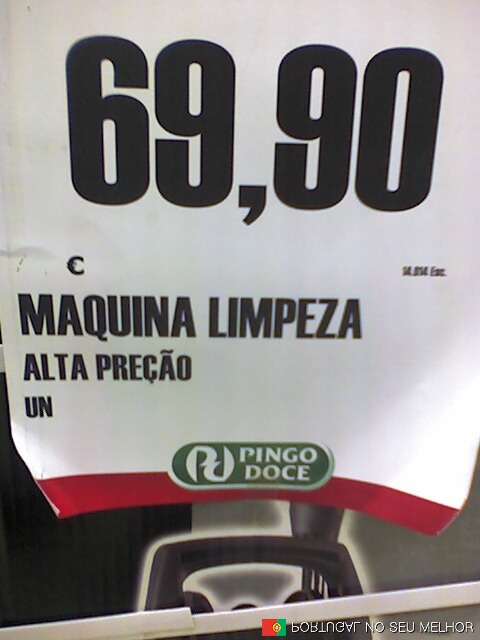 69,90
€
14.014 Esc.
MAQUINA LIMPEZA
ALTA PREÇÃO
UN
PINGO
DOCE
PORTUGAL NO SEU MELHOR